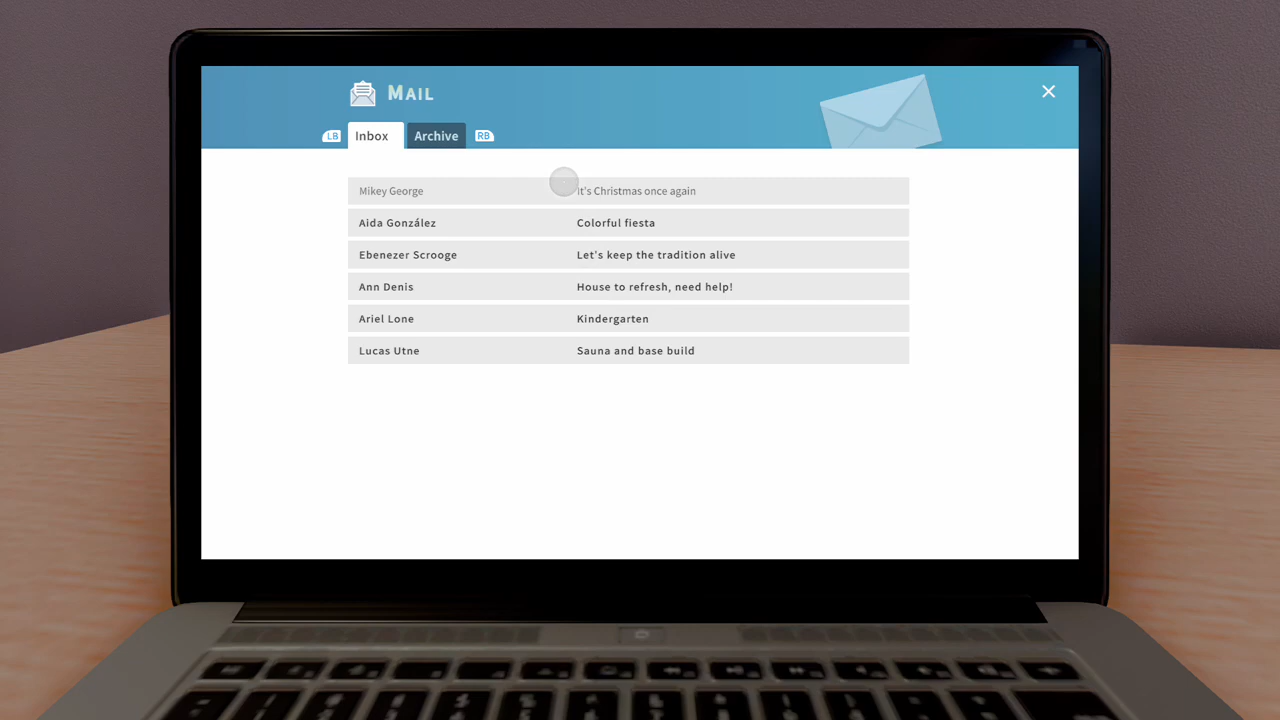 MAIL
LB Inbox Archive RB
Mikey George It's Christmas once again
Aida González Colorful fiesta
Ebenezer Scrooge Let's keep the tradition alive
Ann Denis House to refresh, need help!
Ariel Lone Kindergarten
Lucas Utne Sauna and base build